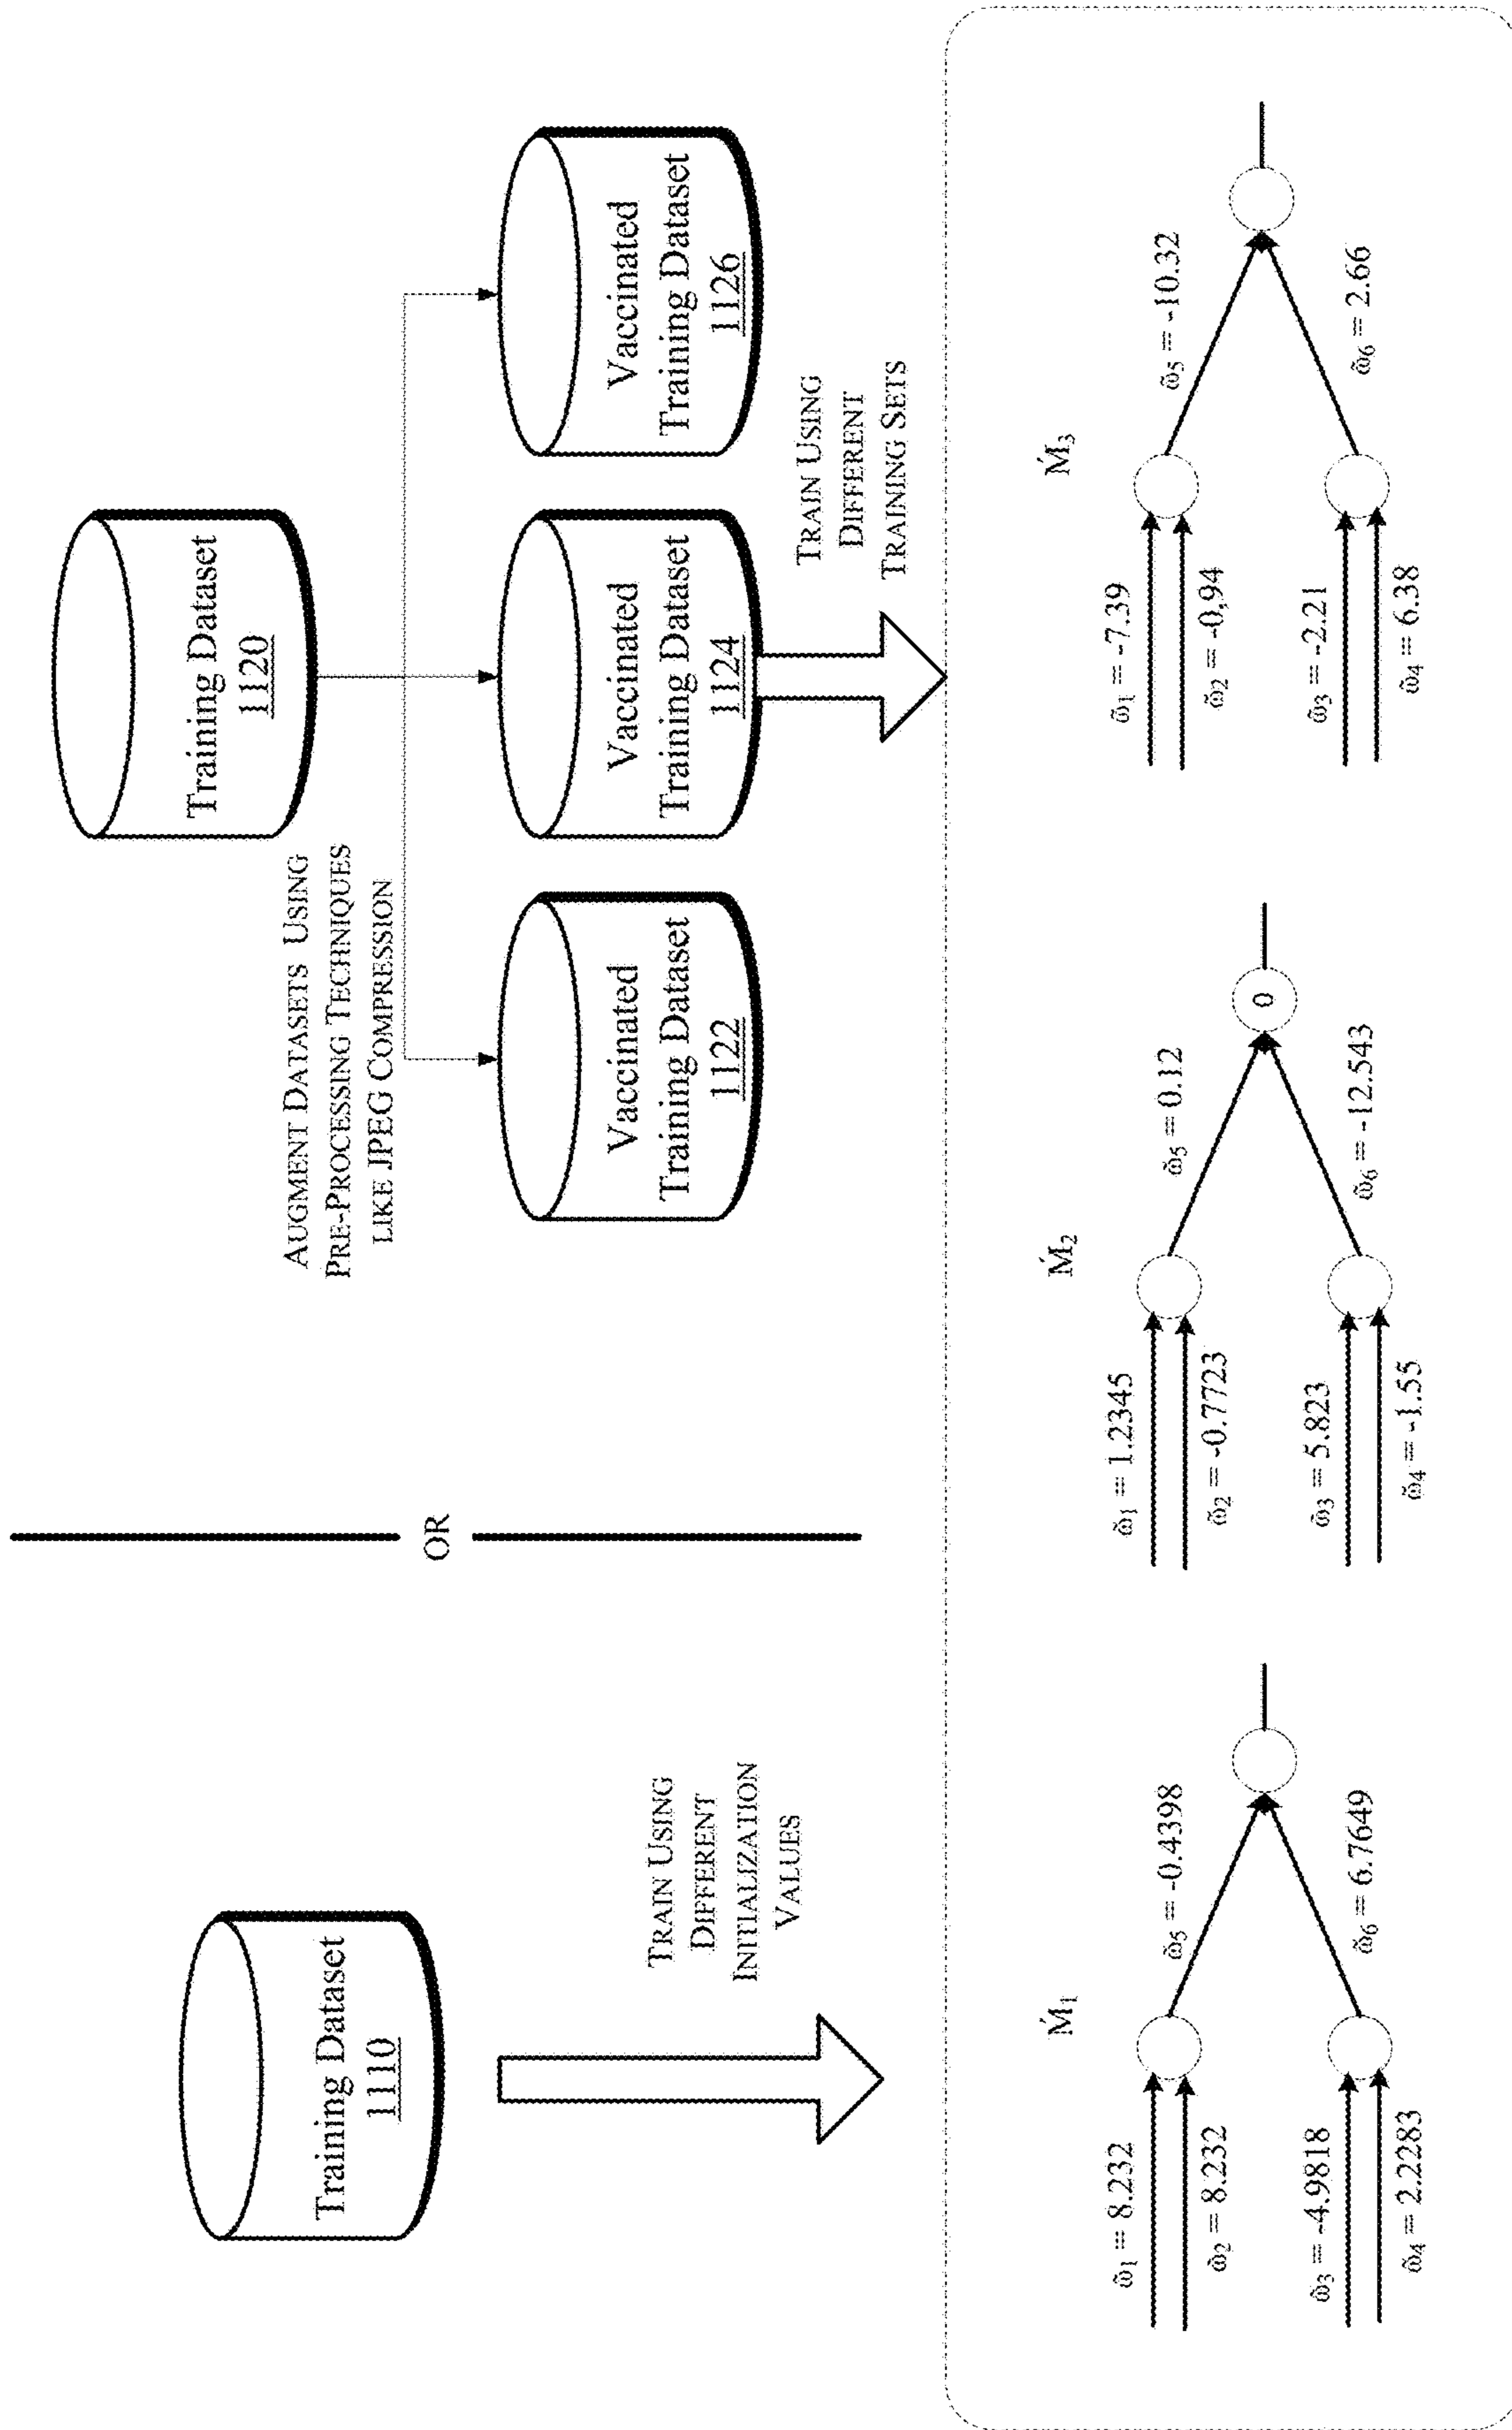 Training Dataset
1110
TRAIN USING
DIFFERENT
INITIALIZATION
VALUES
OR
Training Dataset
1120
AUGMENT DATASETS USING
PRE-PROCESSING TECHNIQUES
LIKE JPEG COMPRESSION
Vaccinated
Training Dataset
1122
Vaccinated
Training Dataset
1124
Vaccinated
Training Dataset
1126
TRAIN USING
DIFFERENT
TRAINING SETS
Ḿ₁
ω̃₁ = 8.232
ω̃₂ = 8.232
ω̃₃ = -4.9818
ω̃₄ = 2.2283
ω̃₅ = -0.4398
ω̃₆ = 6.7649
Ḿ₂
ω̃₁ = 1.2345
ω̃₂ = -0.7723
ω̃₃ = 5.823
ω̃₄ = -1.55
ω̃₅ = 0.12
ω̃₆ = -12.543
0
Ḿ₃
ω̃₁ = -7.39
ω̃₂ = -0,94
ω̃₃ = -2.21
ω̃₄ = 6.38
ω̃₅ = -10.32
ω̃₆ = 2.66